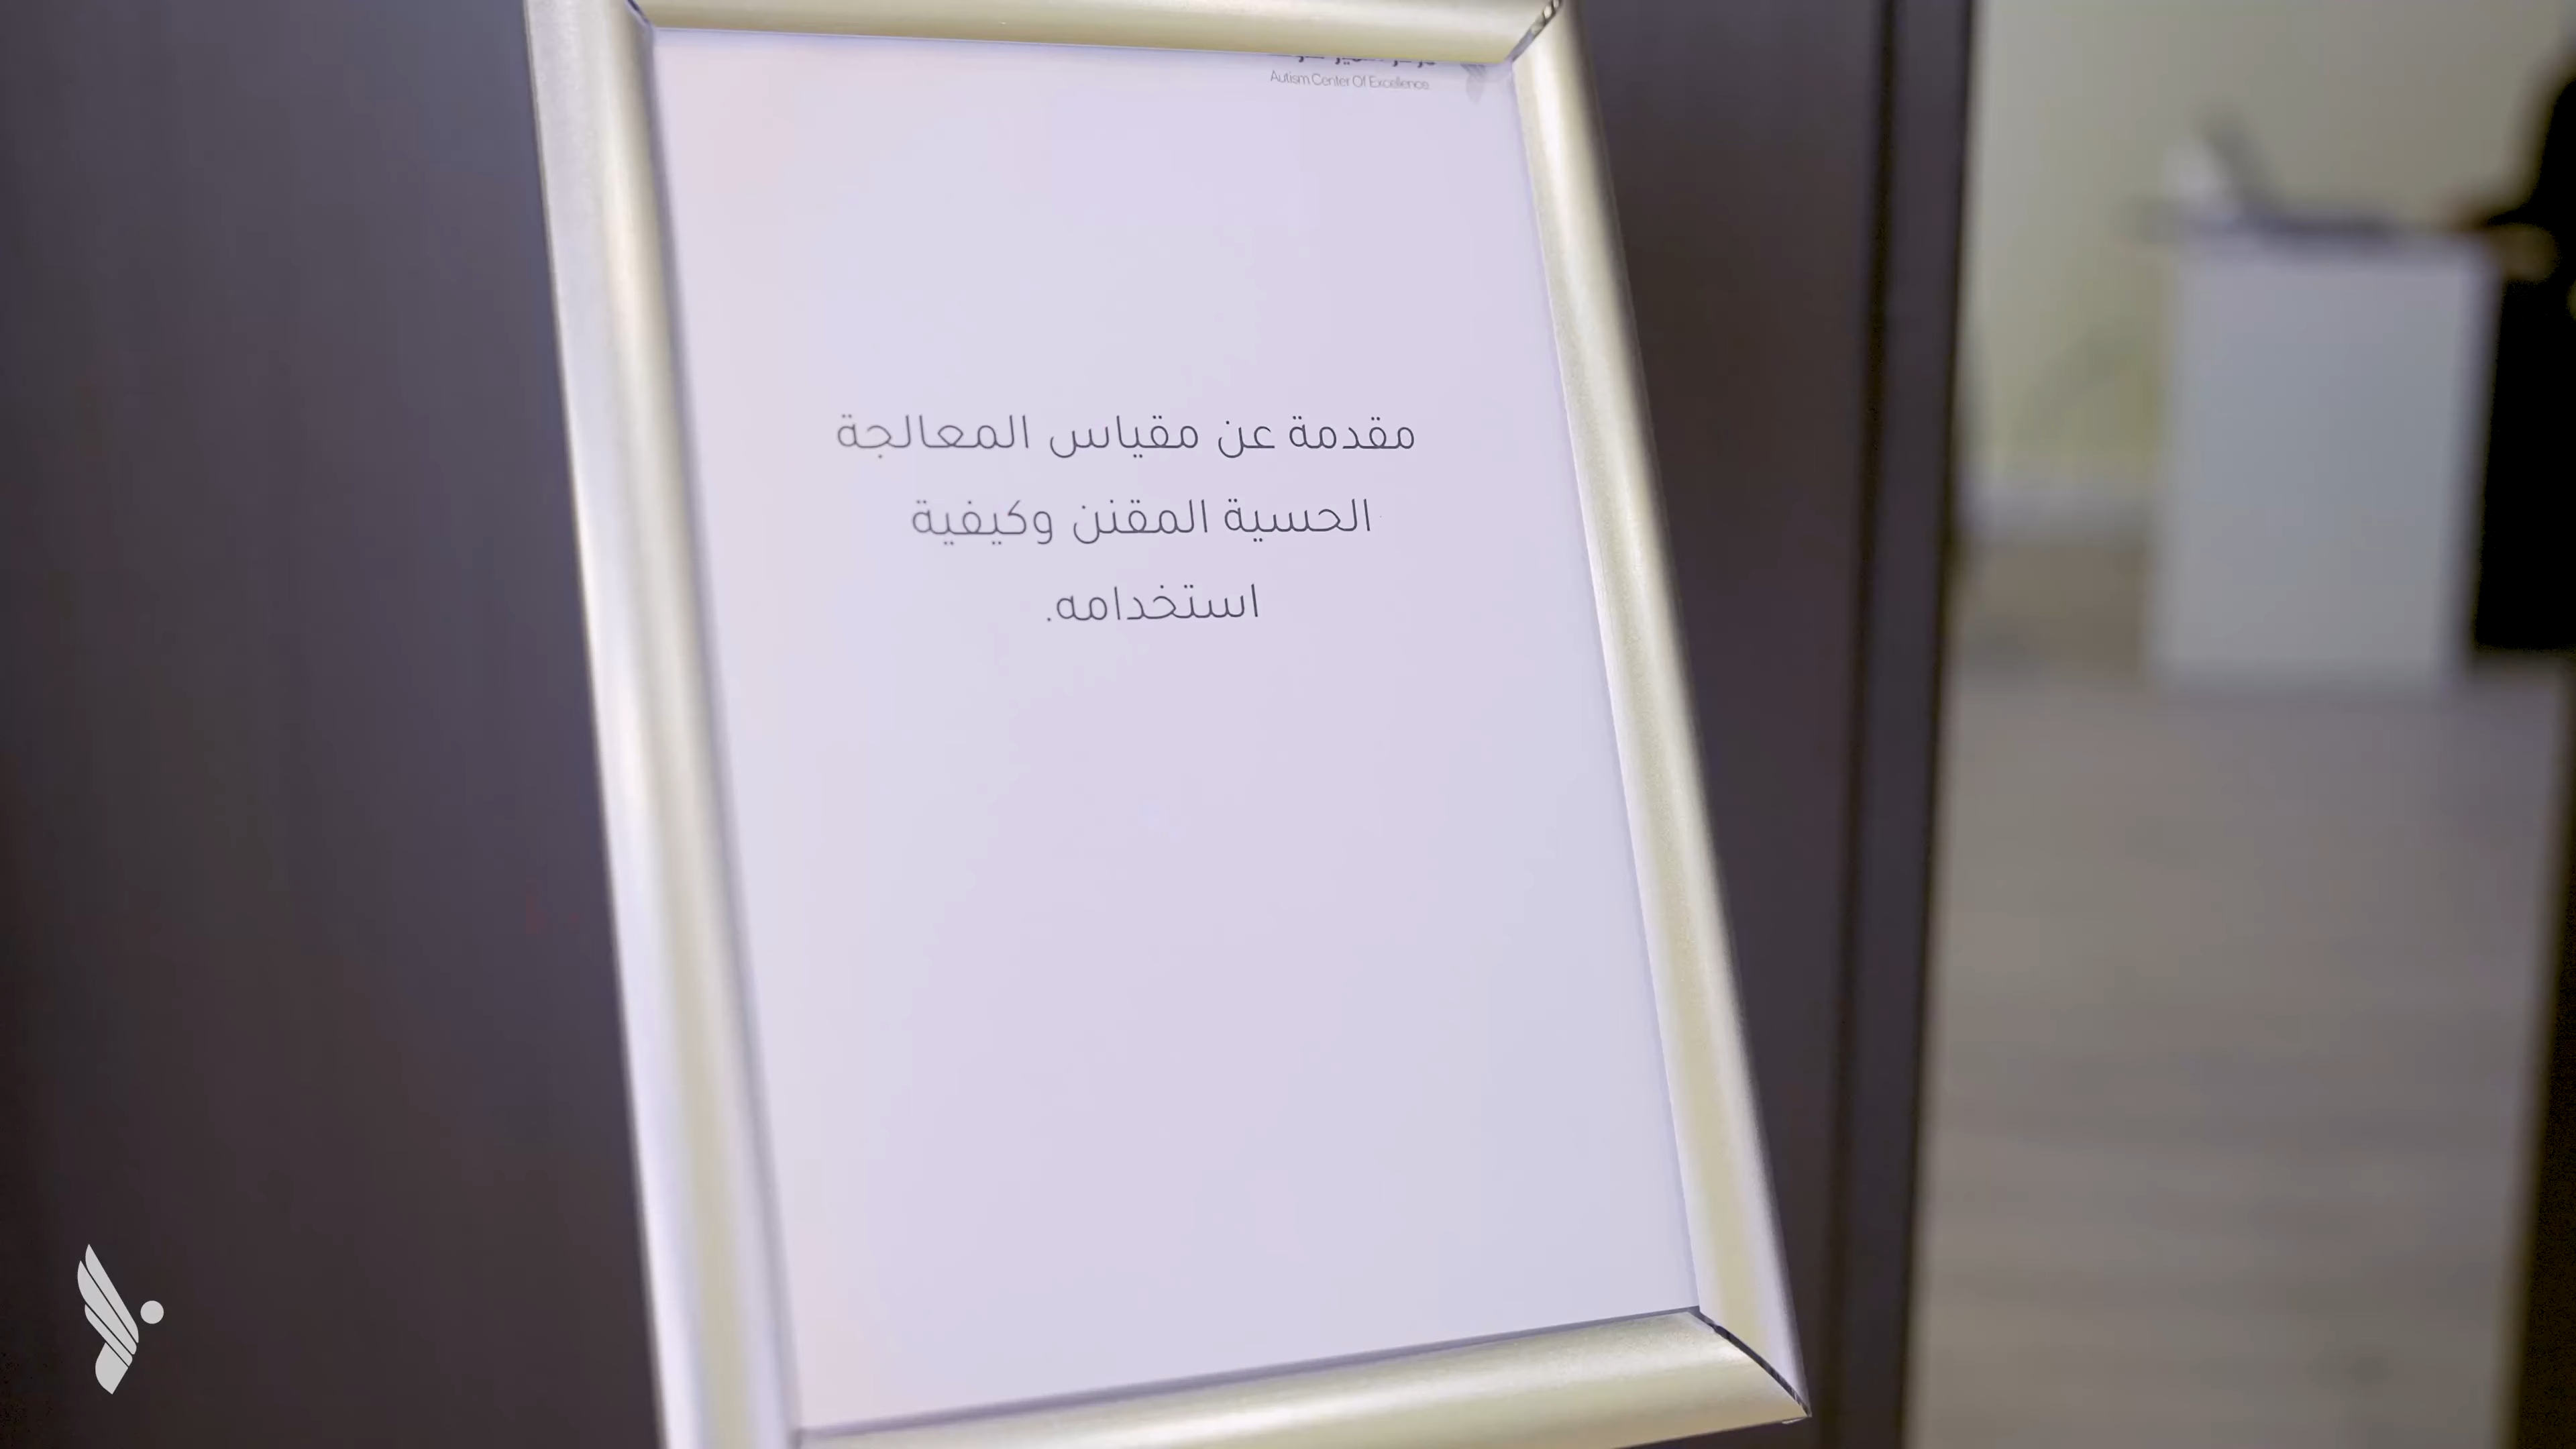 Autism Center Of Excellence
مقدمة عن مقياس المعالجة
الحسية المقنن وكيفية
استخدامه.